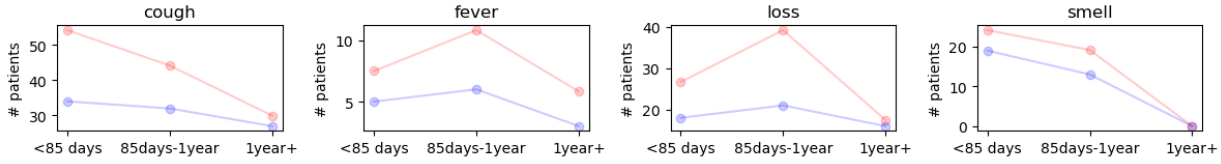 cough
# patients
50
40
30
<85 days
85days-1year
1year+
fever
# patients
10
5
<85 days
85days-1year
1year+
loss
# patients
40
30
20
<85 days
85days-1year
1year+
smell
# patients
20
10
0
<85 days
85days-1year
1year+